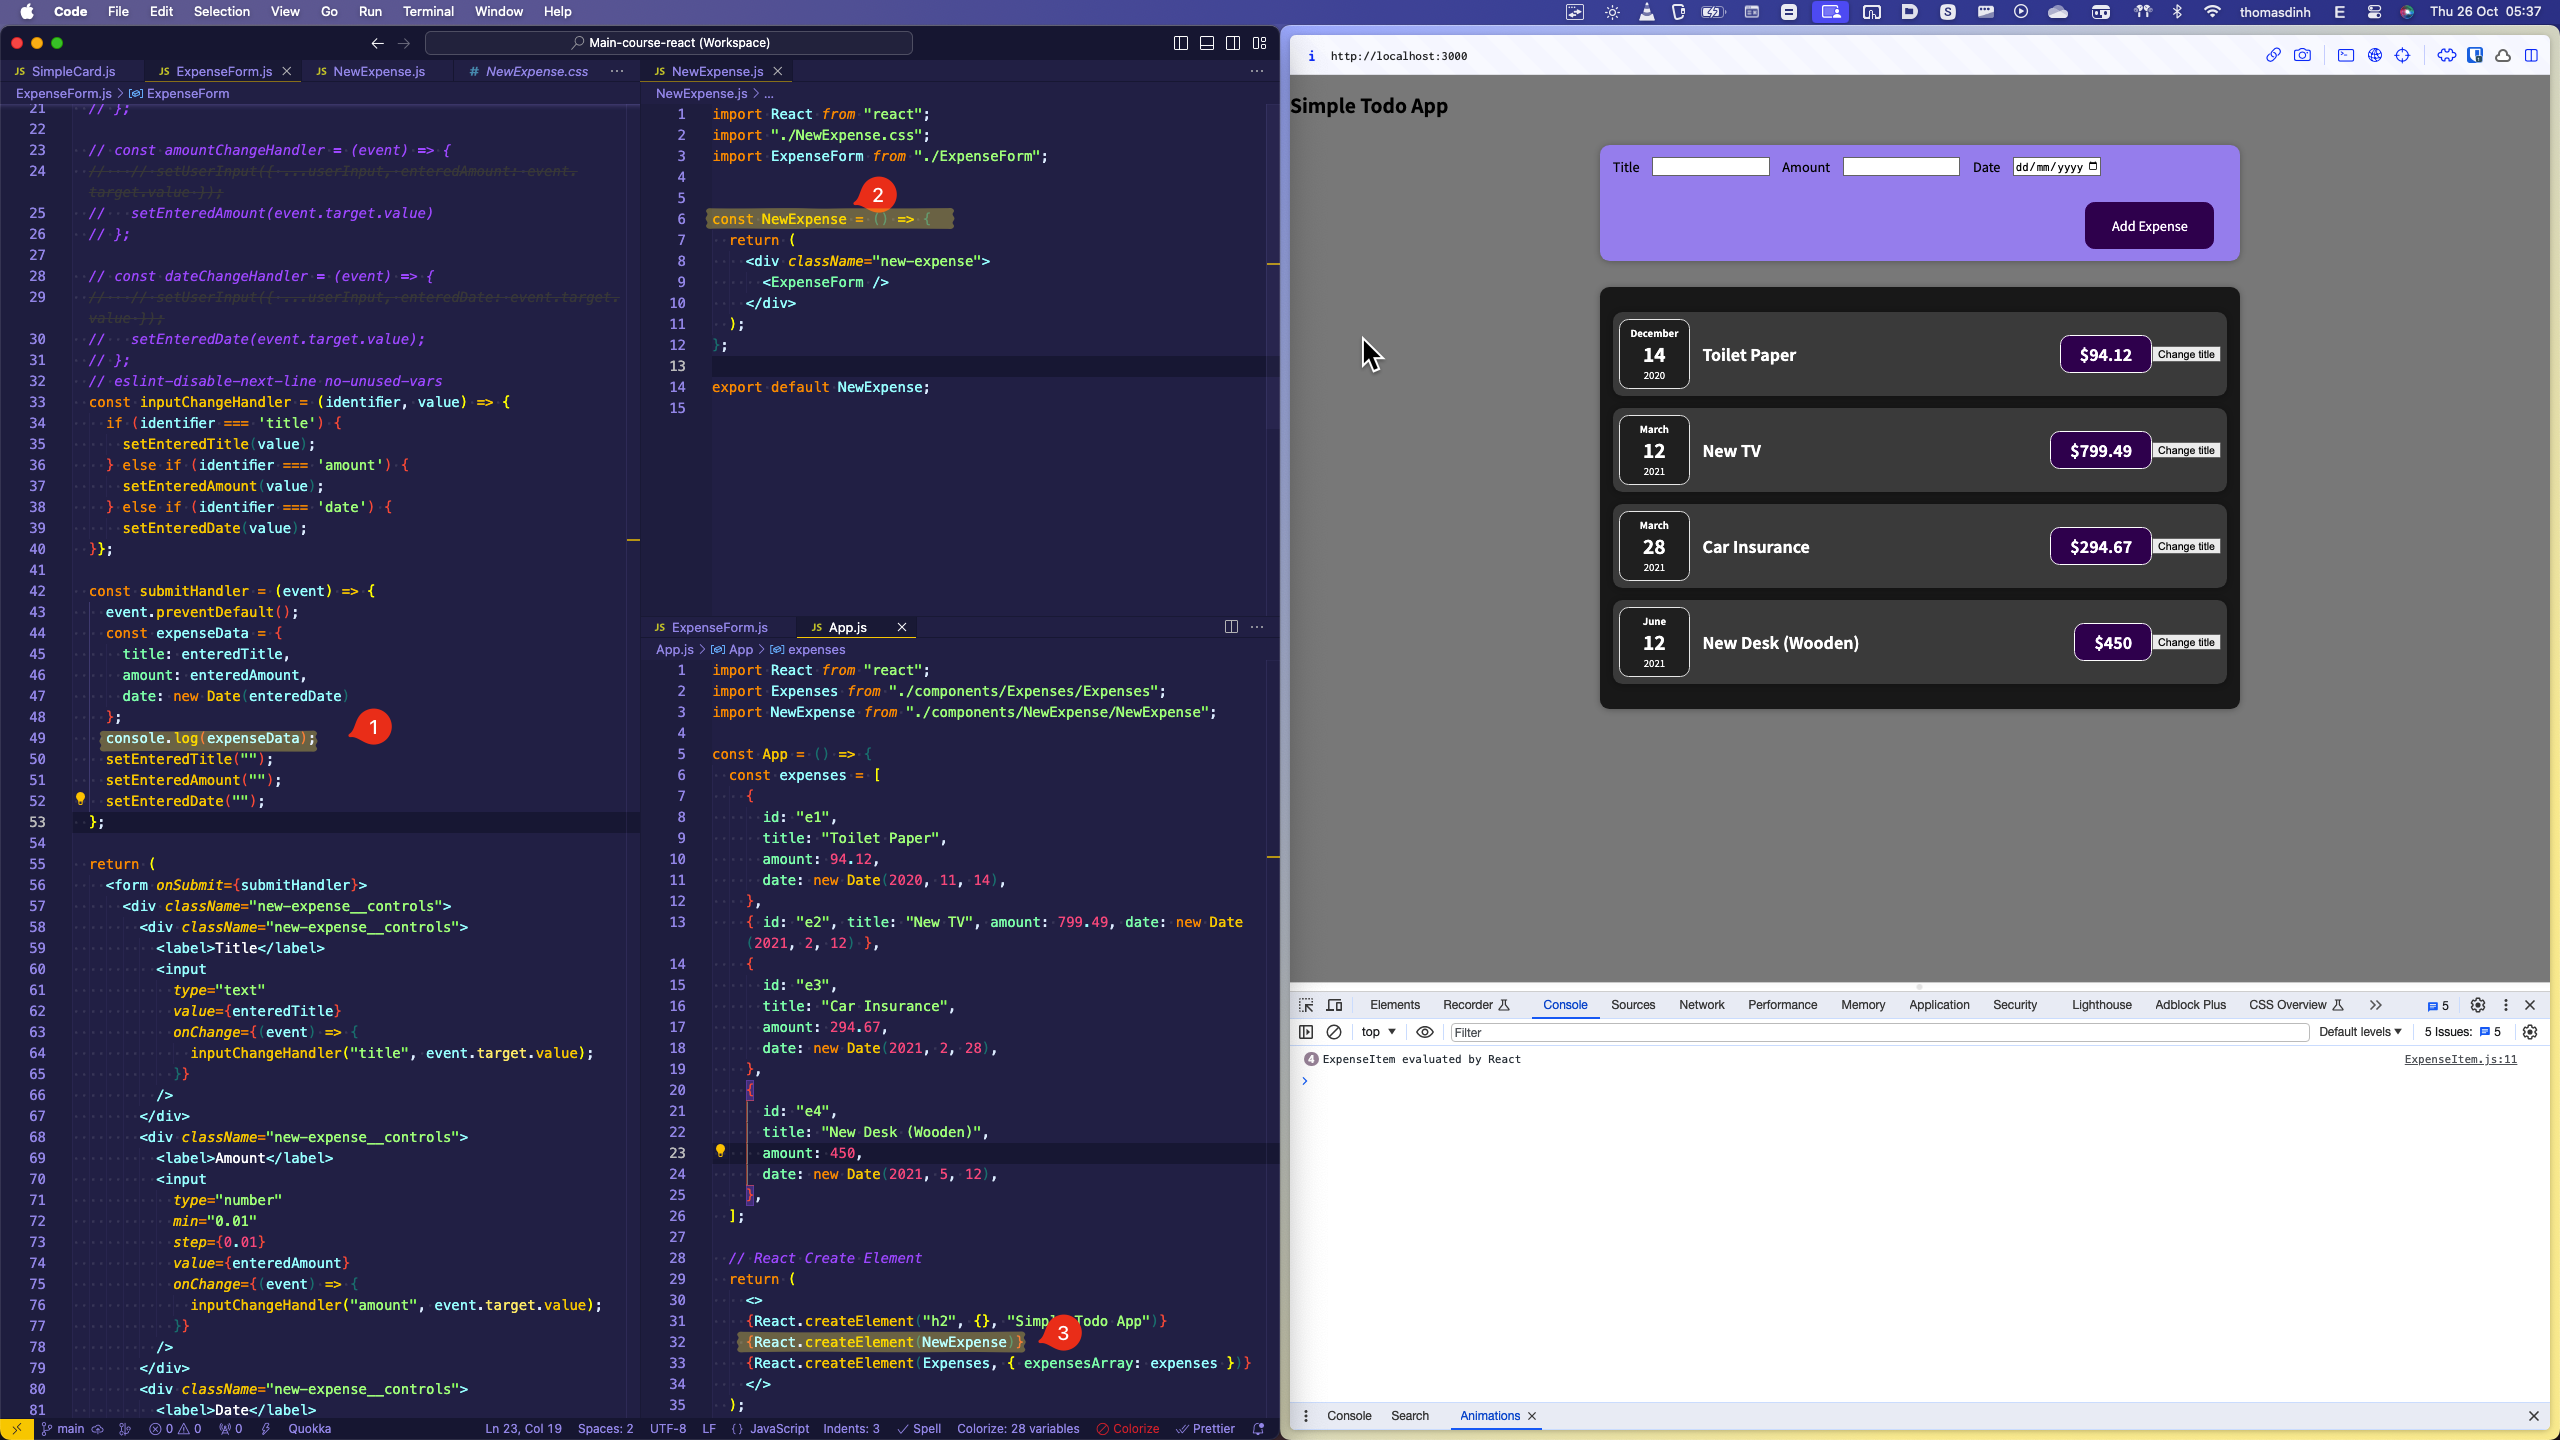 Code File Edit Selection View Go Run Terminal Window Help
thomasdinh E Thu 26 Oct 05:37
Main-course-react (Workspace)
JS SimpleCard.js JS ExpenseForm.js JS NewExpense.js # NewExpense.css ...
ExpenseForm.js > ExpenseForm
21 // };
22
23 // const amountChangeHandler = (event) => {
24 // // setUserInput({ ...userInput, enteredAmount: event.
target.value });
25 // setEnteredAmount(event.target.value)
26 // };
27
28 // const dateChangeHandler = (event) => {
29 // // setUserInput({ ...userInput, enteredDate: event.target.
value });
30 // setEnteredDate(event.target.value);
31 // };
32 // eslint-disable-next-line no-unused-vars
33 const inputChangeHandler = (identifier, value) => {
34 if (identifier === 'title') {
35 setEnteredTitle(value);
36 } else if (identifier === 'amount') {
37 setEnteredAmount(value);
38 } else if (identifier === 'date') {
39 setEnteredDate(value);
40 }};
41
42 const submitHandler = (event) => {
43 event.preventDefault();
44 const expenseData = {
45 title: enteredTitle,
46 amount: enteredAmount,
47 date: new Date(enteredDate)
48 };
1
49 console.log(expenseData);
50 setEnteredTitle("");
51 setEnteredAmount("");
52 setEnteredDate("");
53 };
54
55 return (
56 <form onSubmit={submitHandler}>
57 <div className="new-expense__controls">
58 <div className="new-expense__controls">
59 <label>Title</label>
60 <input
61 type="text"
62 value={enteredTitle}
63 onChange={(event) => {
64 inputChangeHandler("title", event.target.value);
65 }}
66 />
67 </div>
68 <div className="new-expense__controls">
69 <label>Amount</label>
70 <input
71 type="number"
72 min="0.01"
73 step={0.01}
74 value={enteredAmount}
75 onChange={(event) => {
76 inputChangeHandler("amount", event.target.value);
77 }}
78 />
79 </div>
80 <div className="new-expense__controls">
81 <label>Date</label>
JS NewExpense.js ...
NewExpense.js > ...
1 import React from "react";
2 import "./NewExpense.css";
3 import ExpenseForm from "./ExpenseForm";
4
5
2
6 const NewExpense = () => {
7 return (
8 <div className="new-expense">
9 <ExpenseForm />
10 </div>
11 );
12 };
13
14 export default NewExpense;
15
JS ExpenseForm.js JS App.js ...
App.js > App > expenses
1 import React from "react";
2 import Expenses from "./components/Expenses/Expenses";
3 import NewExpense from "./components/NewExpense/NewExpense";
4
5 const App = () => {
6 const expenses = [
7 {
8 id: "e1",
9 title: "Toilet Paper",
10 amount: 94.12,
11 date: new Date(2020, 11, 14),
12 },
13 { id: "e2", title: "New TV", amount: 799.49, date: new Date
(2021, 2, 12) },
14 {
15 id: "e3",
16 title: "Car Insurance",
17 amount: 294.67,
18 date: new Date(2021, 2, 28),
19 },
20 {
21 id: "e4",
22 title: "New Desk (Wooden)",
23 amount: 450,
24 date: new Date(2021, 5, 12),
25 },
26 ];
27
28 // React Create Element
29 return (
30 <>
31 {React.createElement("h2", {}, "Simple Todo App")}
32 {React.createElement(NewExpense)}
3
33 {React.createElement(Expenses, { expensesArray: expenses })}
34 </>
35 );
main 0 0 0 Quokka Ln 23, Col 19 Spaces: 2 UTF-8 LF {} JavaScript Indents: 3 Spell Colorize: 28 variables Colorize Prettier
i http://localhost:3000
Simple Todo App
Title Amount Date dd/mm/yyyy
Add Expense
December
14
2020
Toilet Paper
$94.12
Change title
March
12
2021
New TV
$799.49
Change title
March
28
2021
Car Insurance
$294.67
Change title
June
12
2021
New Desk (Wooden)
$450
Change title
Elements Recorder Console Sources Network Performance Memory Application Security Lighthouse Adblock Plus CSS Overview 5
top Filter Default levels 5 Issues: 5
4 ExpenseItem evaluated by React ExpenseItem.js:11
>
Console Search Animations